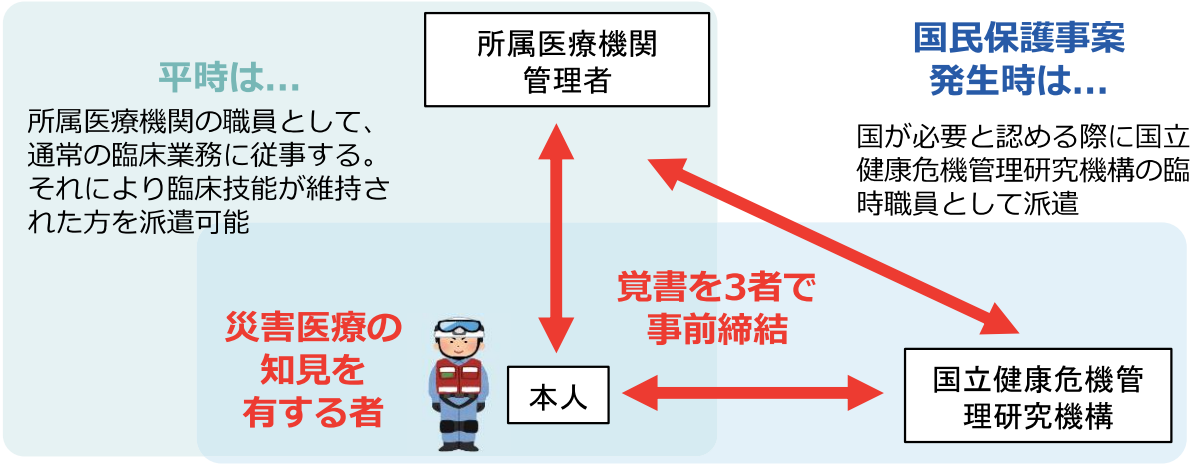 所属医療機関
管理者
平時は...
所属医療機関の職員として、
通常の臨床業務に従事する。
それにより臨床技能が維持さ
れた方を派遣可能
国民保護事案
発生時は...
国が必要と認める際に国立
健康危機管理研究機構の臨
時職員として派遣
覚書を3者で
事前締結
災害医療の
知見を
有する者
本人
国立健康危機管
理研究機構